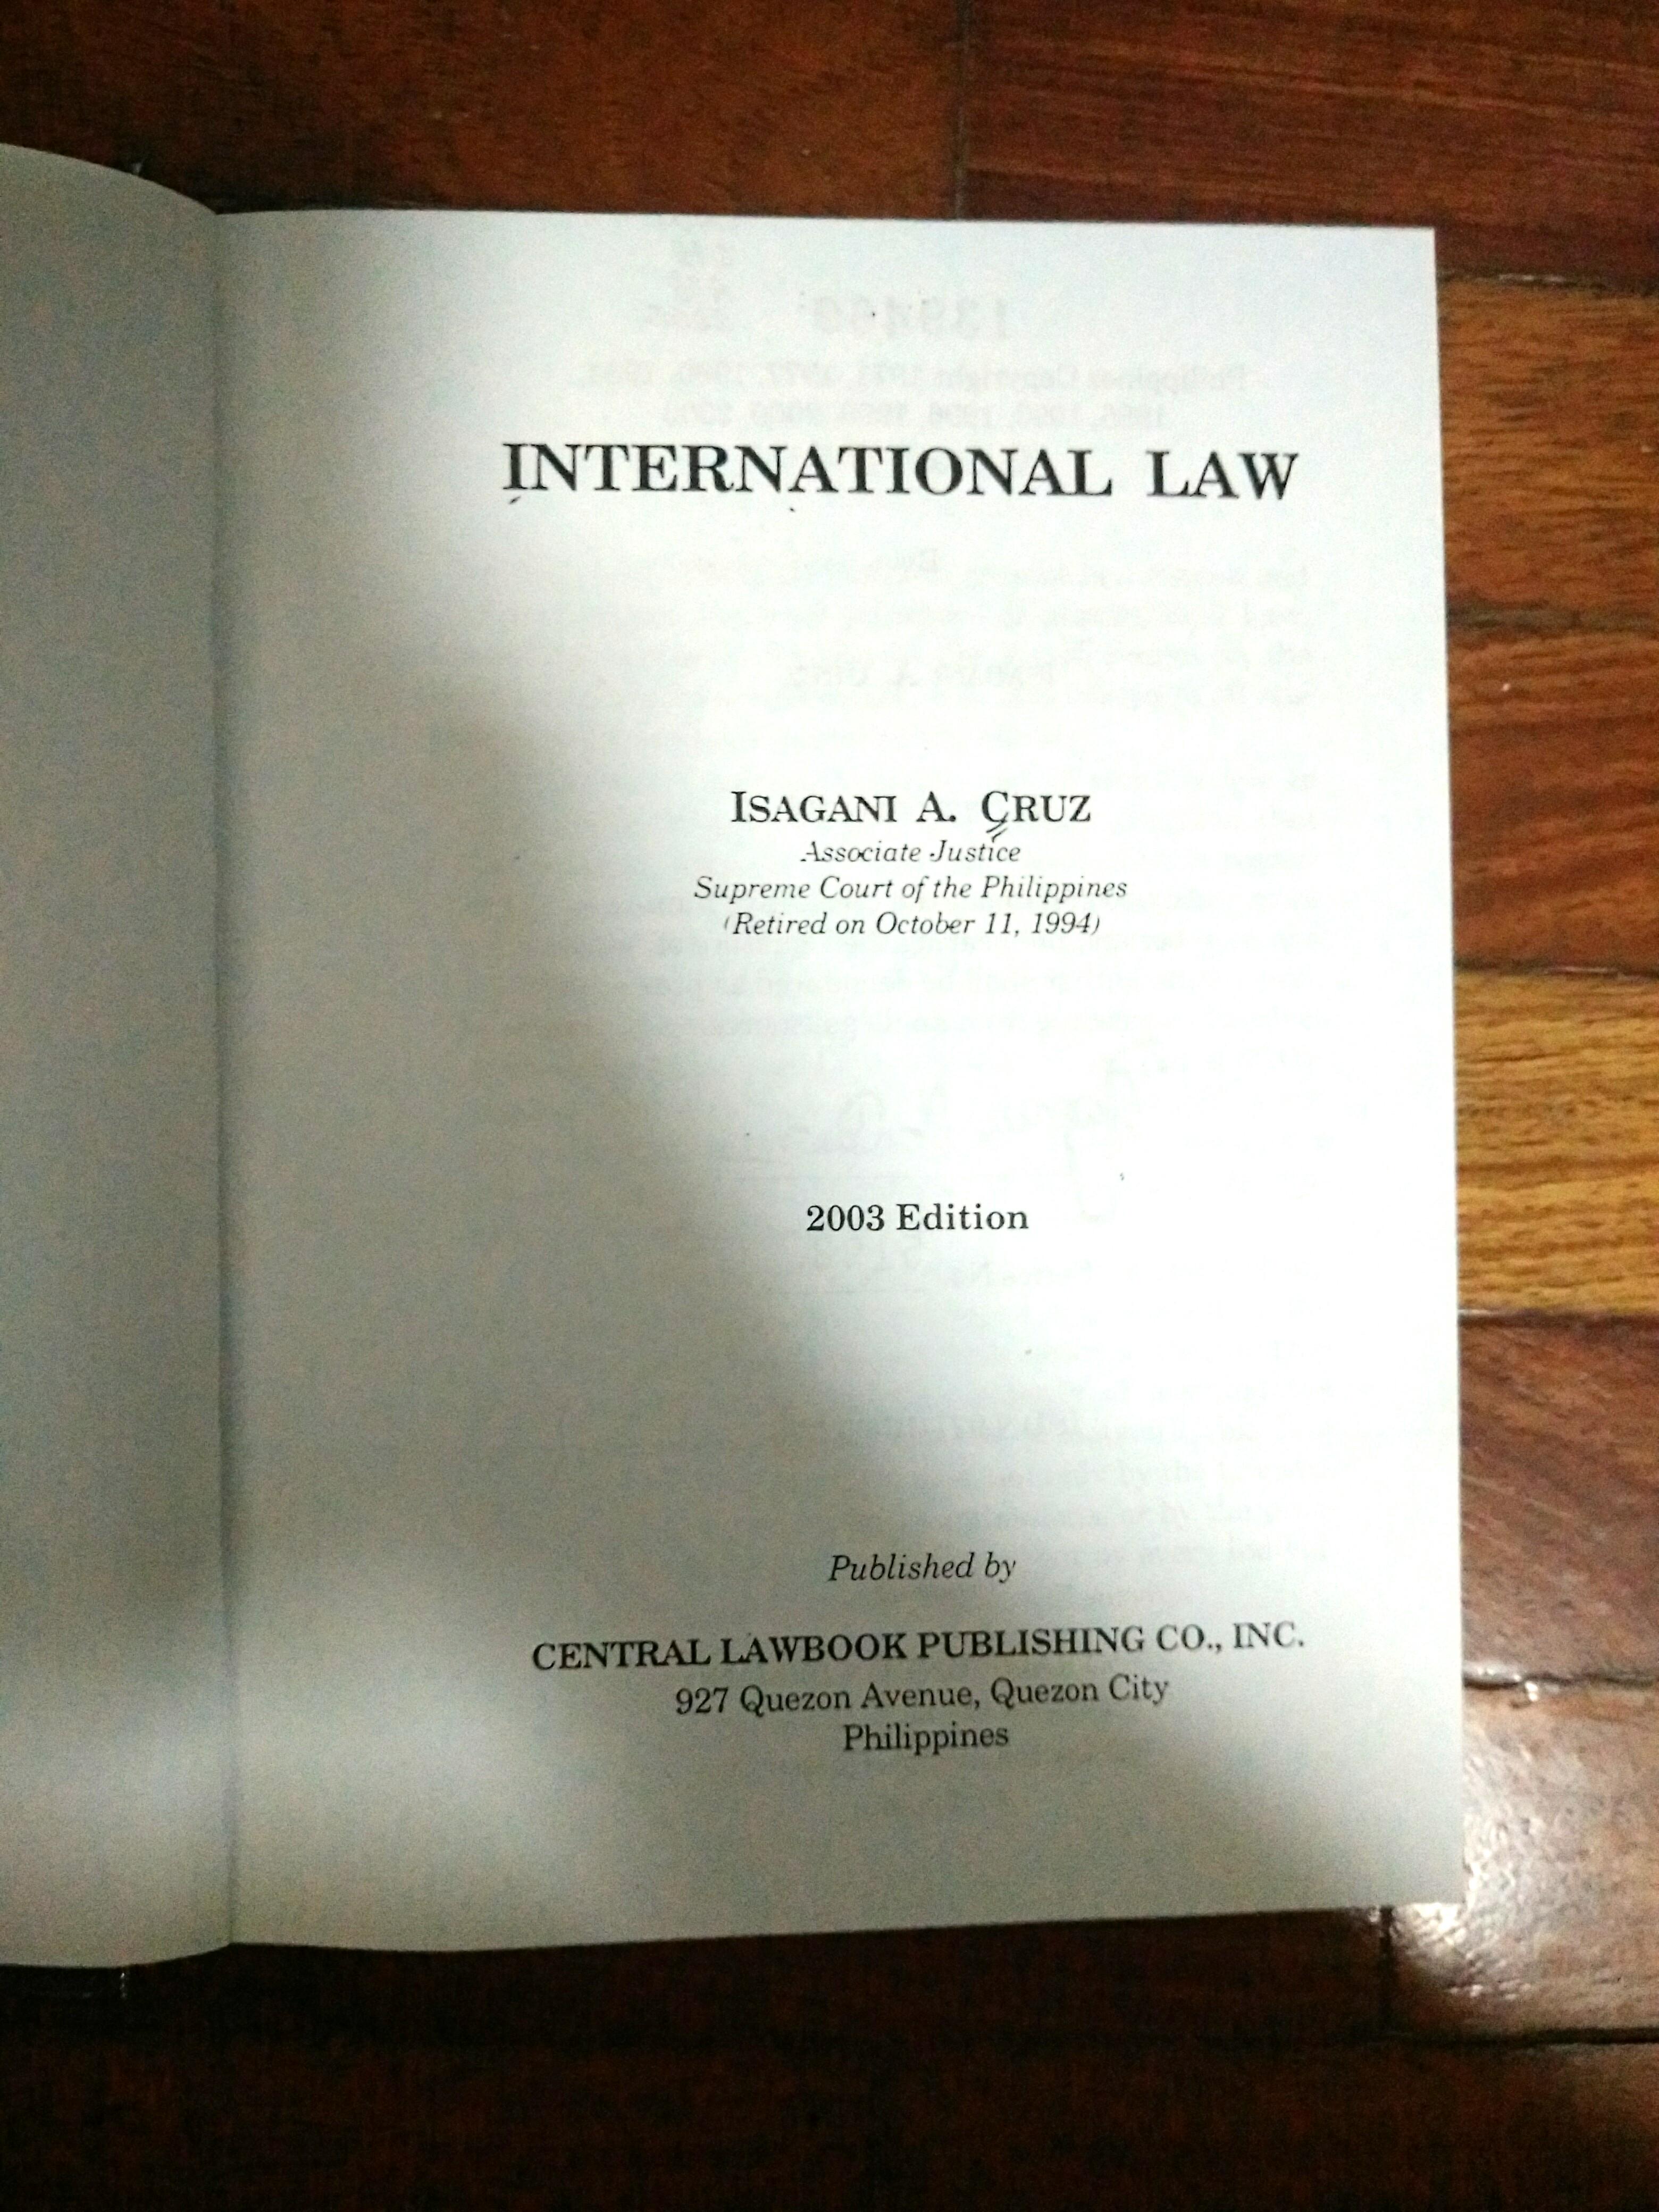 INTERNATIONAL LAW
ISAGANI A. CRUZ
Associate Justice
Supreme Court of the Philippines
(Retired on October 11, 1994)
2003 Edition
Published by
CENTRAL LAWBOOK PUBLISHING CO., INC.
927 Quezon Avenue, Quezon City
Philippines